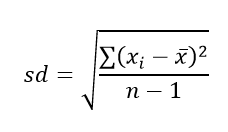 sd = √(∑(xᵢ − x̄)² / (n − 1))